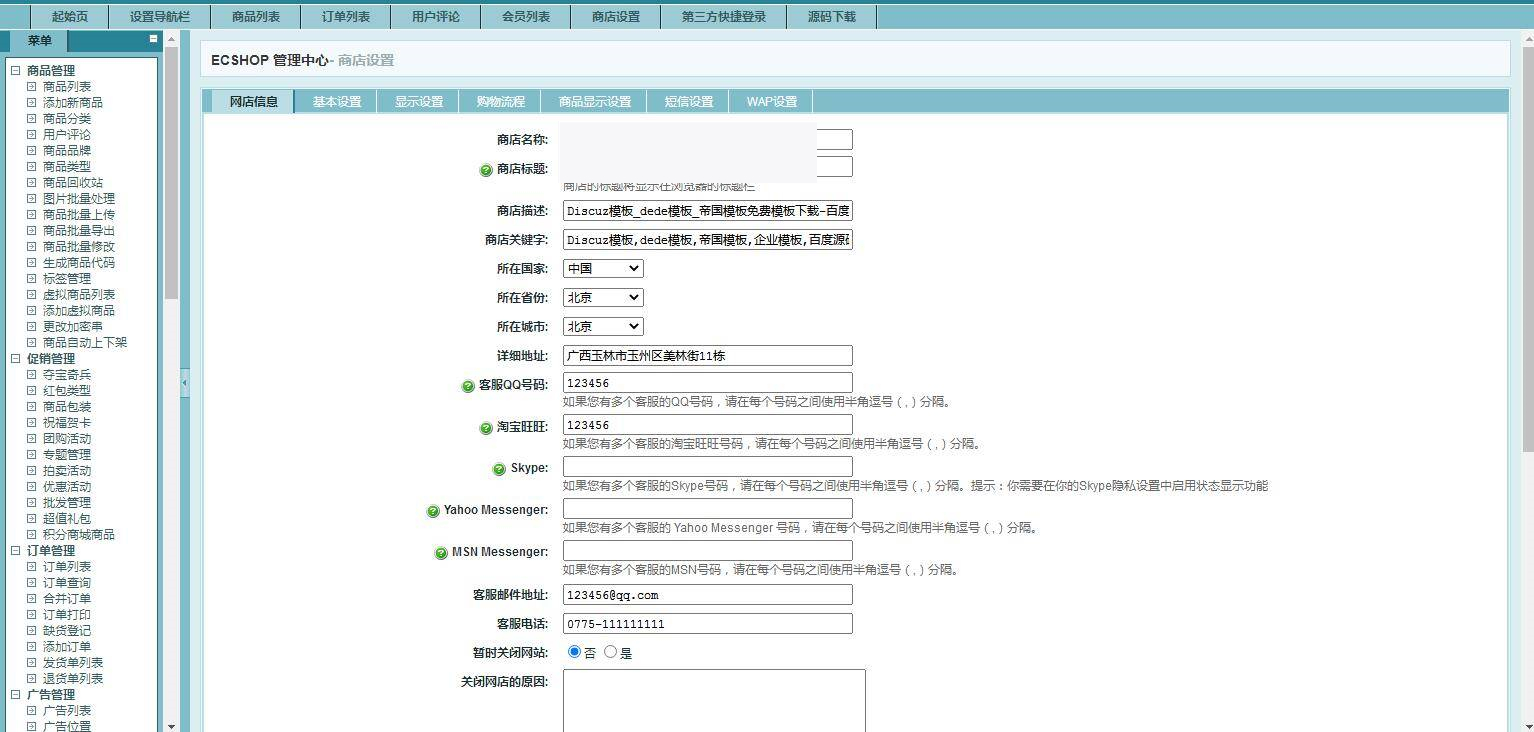 起始页 设置导航栏 商品列表 订单列表 用户评论 会员列表 商店设置 第三方快捷登录 源码下载
菜单
商品管理
商品列表
添加新商品
商品分类
用户评论
商品品牌
商品类型
商品回收站
图片批量处理
商品批量上传
商品批量导出
商品批量修改
生成商品代码
标签管理
虚拟商品列表
添加虚拟商品
更改加密串
商品自动上下架
促销管理
夺宝奇兵
红包类型
商品包装
祝福贺卡
团购活动
专题管理
拍卖活动
优惠活动
批发管理
超值礼包
积分商城商品
订单管理
订单列表
订单查询
合并订单
订单打印
缺货登记
添加订单
发货单列表
退货单列表
广告管理
广告列表
广告位置
ECSHOP 管理中心- 商店设置
网店信息 基本设置 显示设置 购物流程 商品显示设置 短信设置 WAP设置
商店名称:
商店标题:
商店的标题将显示在浏览器的标题栏
商店描述: Discuz模板_dede模板_帝国模板免费模板下载-百度
商店关键字: Discuz模板,dede模板,帝国模板,企业模板,百度源
所在国家: 中国
所在省份: 北京
所在城市: 北京
详细地址: 广西玉林市玉州区美林街11栋
客服QQ号码: 123456
如果您有多个客服的QQ号码，请在每个号码之间使用半角逗号（,）分隔。
淘宝旺旺: 123456
如果您有多个客服的淘宝旺旺号码，请在每个号码之间使用半角逗号（,）分隔。
Skype:
如果您有多个客服的Skype号码，请在每个号码之间使用半角逗号（,）分隔。提示：你需要在你的Skype隐私设置中启用状态显示功能
Yahoo Messenger:
如果您有多个客服的 Yahoo Messenger 号码，请在每个号码之间使用半角逗号（,）分隔。
MSN Messenger:
如果您有多个客服的MSN号码，请在每个号码之间使用半角逗号（,）分隔。
客服邮件地址: 123456@qq.com
客服电话: 0775-111111111
暂时关闭网站: 否 是
关闭网店的原因: